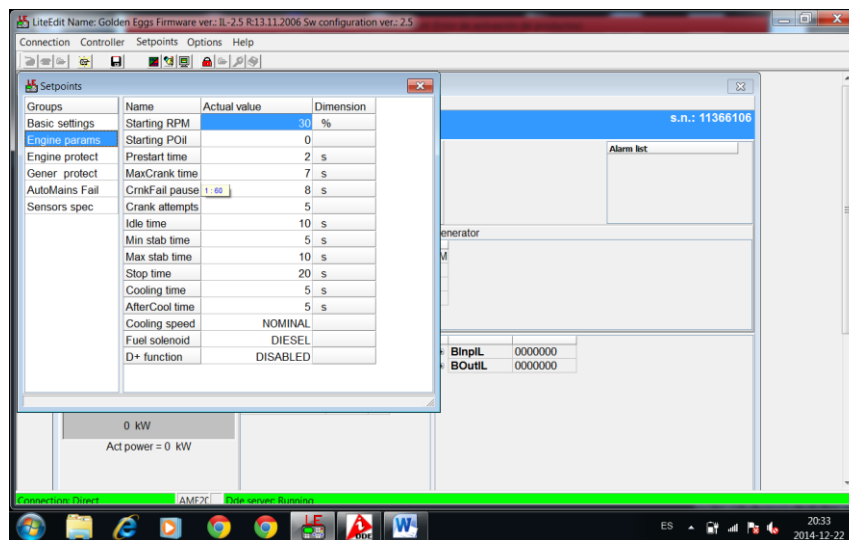 LiteEdit Name: Golden Eggs Firmware ver.: IL-2.5 R:13.11.2006 Sw configuration ver.: 2.5
Connection Controller Setpoints Options Help
Setpoints
Groups Name Actual value Dimension
Basic settings Starting RPM 30 %
Engine params Starting POil 0
Engine protect Prestart time 2 s
Gener protect MaxCrank time 7 s
AutoMains Fail CrnkFail pause 1 : 60 8 s
Sensors spec Crank attempts 5
Idle time 10 s
Min stab time 5 s
Max stab time 10 s
Stop time 20 s
Cooling time 5 s
AfterCool time 5 s
Cooling speed NOMINAL
Fuel solenoid DIESEL
D+ function DISABLED
s.n.: 11366106
Alarm list
enerator
M
BInpIL 0000000
BOutIL 0000000
0 kW
Act power = 0 kW
Connection: Direct AMF2 Dde server: Running
LE
DDE
W
ES 20:33
2014-12-22